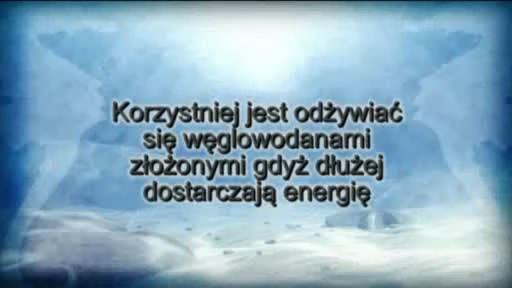 Korzystniej jest odżywiać
się węglowodanami
złożonymi gdyż dłużej
dostarczają energię